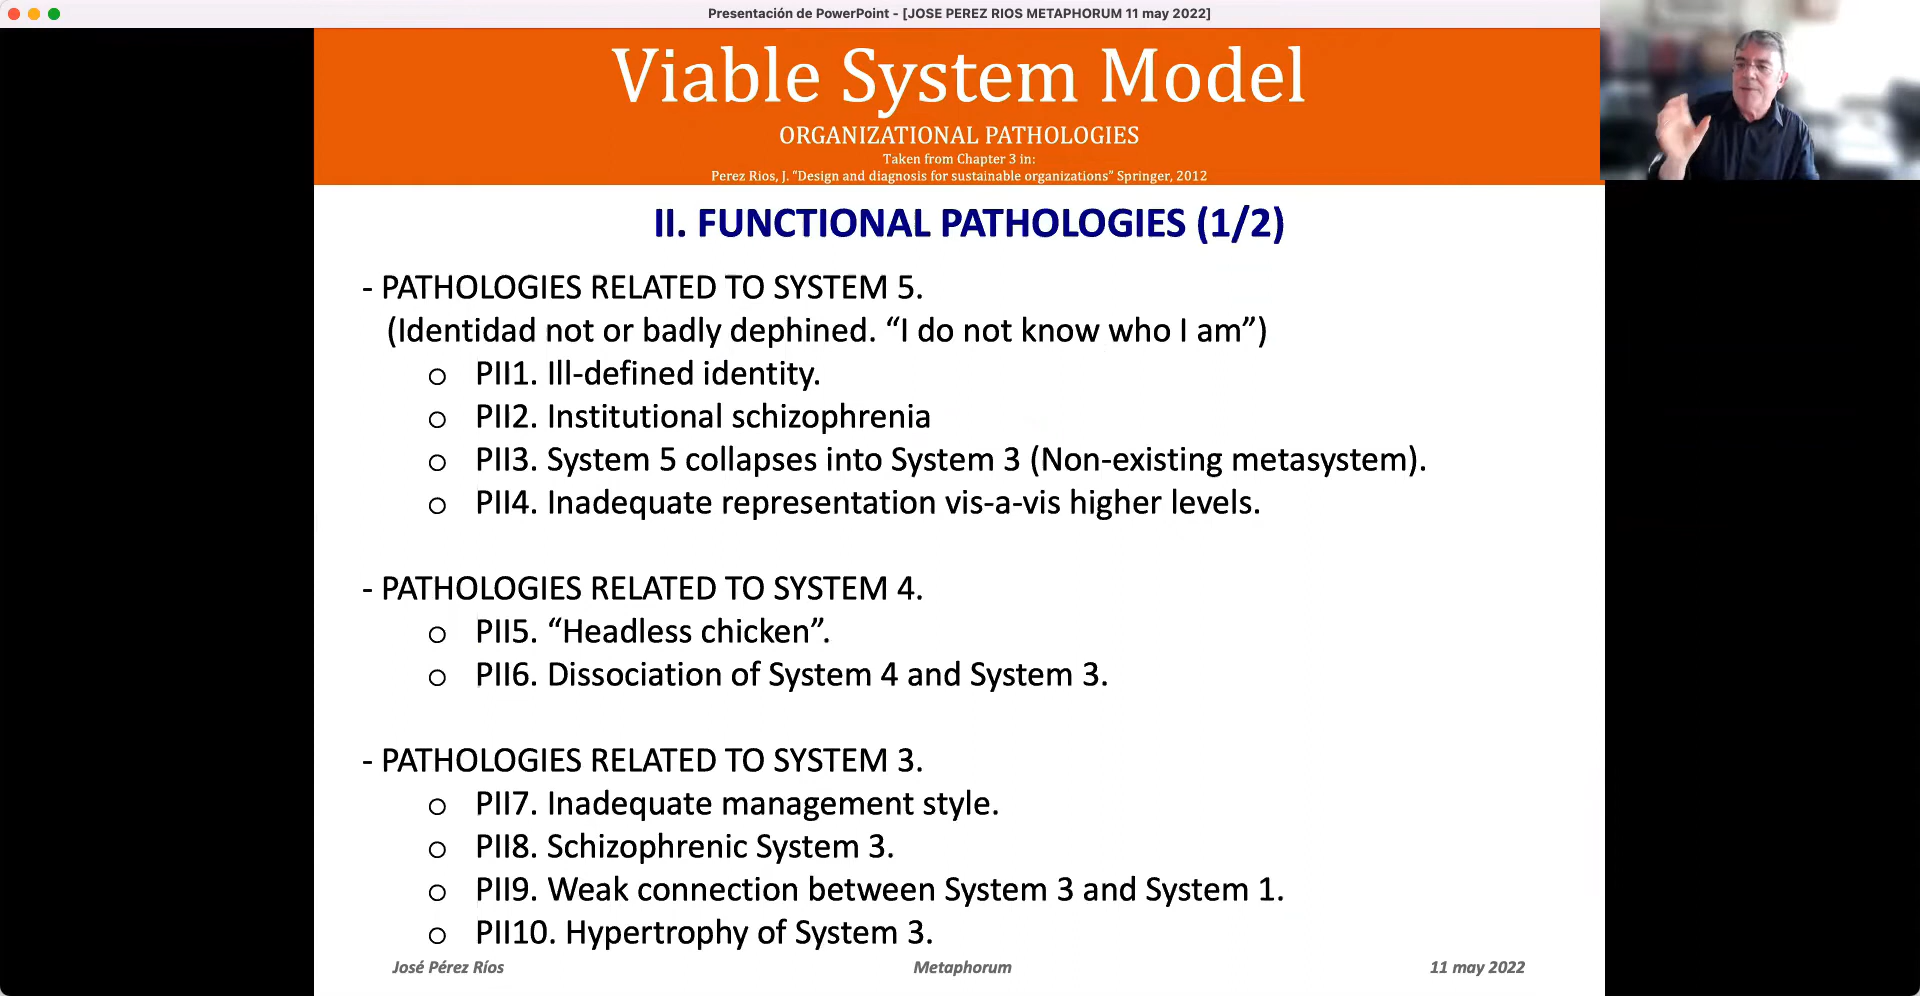 Presentación de PowerPoint - [JOSE PEREZ RIOS METAPHORUM 11 may 2022]
Viable System Model
ORGANIZATIONAL PATHOLOGIES
Taken from Chapter 3 in:
Perez Rios, J. "Design and diagnosis for sustainable organizations" Springer, 2012
II. FUNCTIONAL PATHOLOGIES (1/2)
- PATHOLOGIES RELATED TO SYSTEM 5.
(Identidad not or badly dephined. “I do not know who I am”)
o PII1. Ill-defined identity.
o PII2. Institutional schizophrenia
o PII3. System 5 collapses into System 3 (Non-existing metasystem).
o PII4. Inadequate representation vis-a-vis higher levels.
- PATHOLOGIES RELATED TO SYSTEM 4.
o PII5. “Headless chicken”.
o PII6. Dissociation of System 4 and System 3.
- PATHOLOGIES RELATED TO SYSTEM 3.
o PII7. Inadequate management style.
o PII8. Schizophrenic System 3.
o PII9. Weak connection between System 3 and System 1.
o PII10. Hypertrophy of System 3.
José Pérez Ríos Metaphorum 11 may 2022